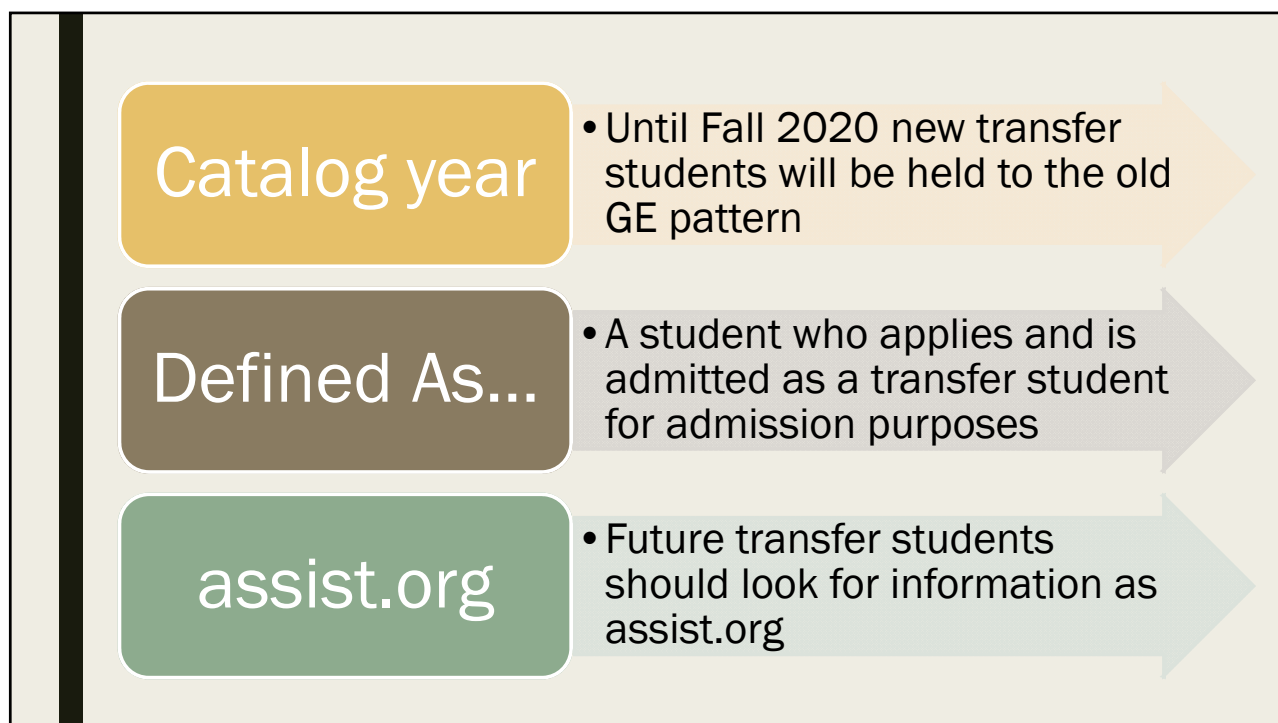 Catalog year
• Until Fall 2020 new transfer
students will be held to the old
GE pattern
Defined As...
• A student who applies and is
admitted as a transfer student
for admission purposes
assist.org
• Future transfer students
should look for information as
assist.org